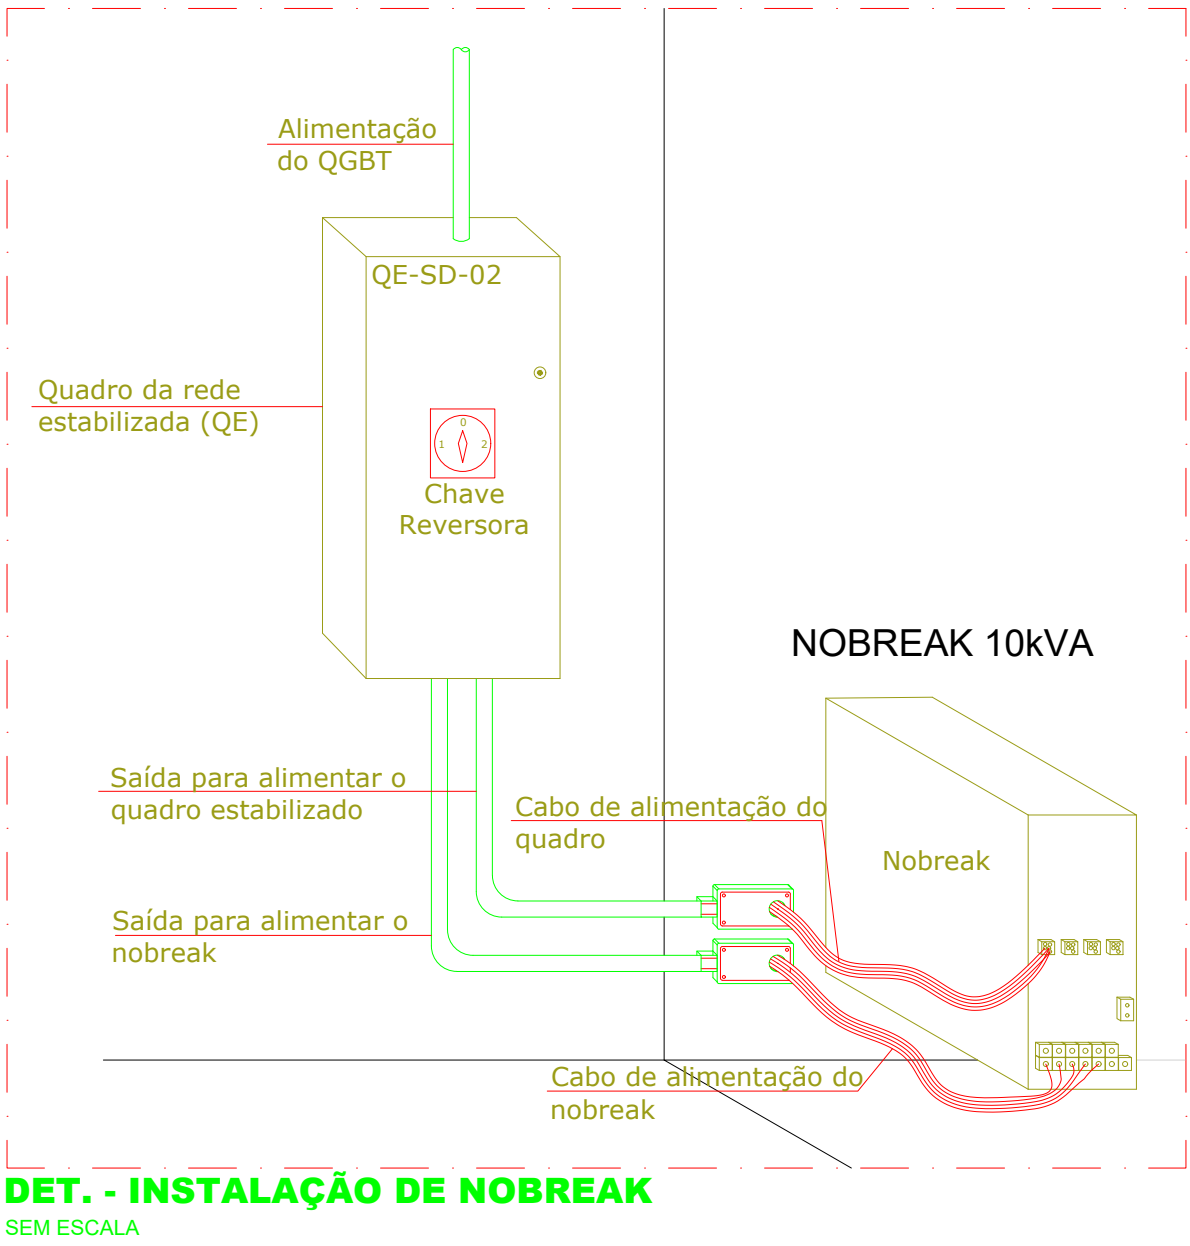 Alimentação
do QGBT
QE-SD-02
Quadro da rede
estabilizada (QE)
0
1
2
Chave
Reversora
NOBREAK 10kVA
Saída para alimentar o
quadro estabilizado
Cabo de alimentação do
quadro
Nobreak
Saída para alimentar o
nobreak
Cabo de alimentação do
nobreak
DET. - INSTALAÇÃO DE NOBREAK
SEM ESCALA